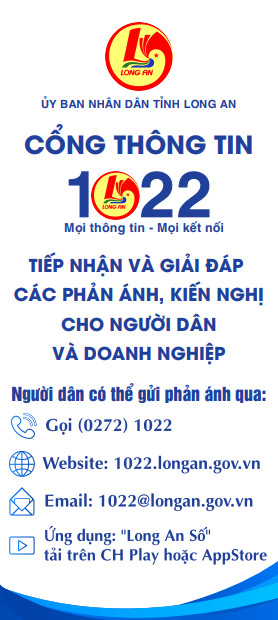 LONG AN
ỦY BAN NHÂN DÂN TỈNH LONG AN
CỔNG THÔNG TIN
1022
LONG AN
Mọi thông tin - Mọi kết nối
TIẾP NHẬN VÀ GIẢI ĐÁP
CÁC PHẢN ÁNH, KIẾN NGHỊ
CHO NGƯỜI DÂN
VÀ DOANH NGHIỆP
Người dân có thể gửi phản ánh qua:
Gọi (0272) 1022
Website: 1022.longan.gov.vn
Email: 1022@longan.gov.vn
Ứng dụng: "Long An Số"
tải trên CH Play hoặc AppStore